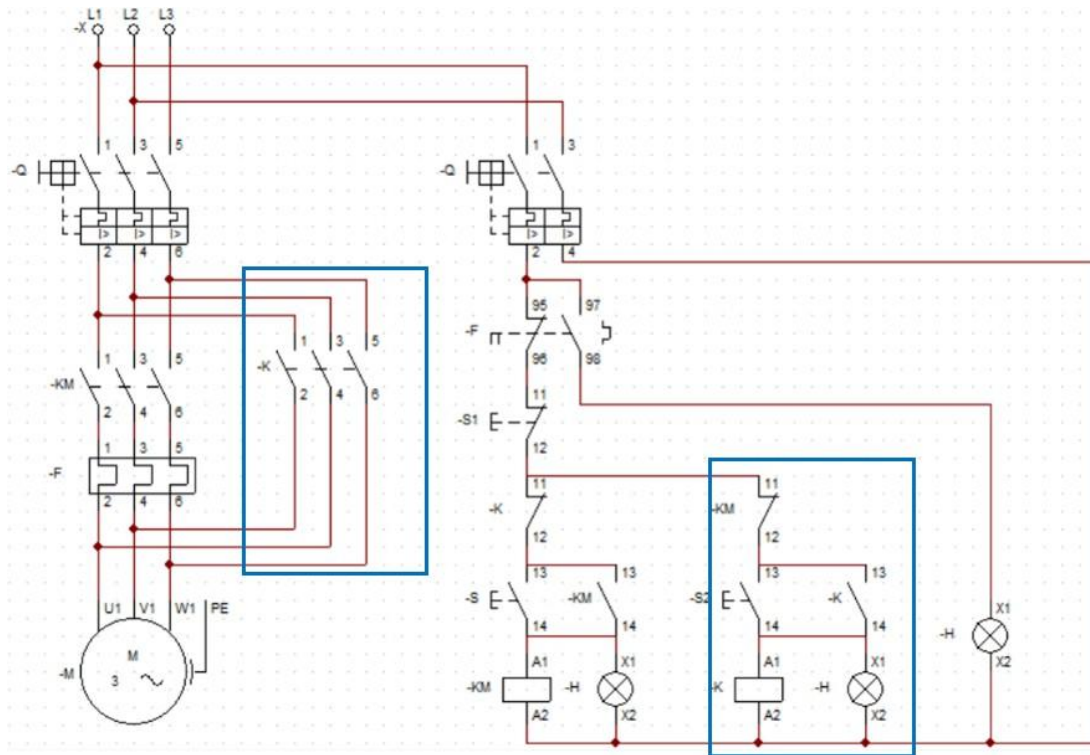 L1 L2 L3
-X
1 3 5 1 3
-Q -Q
I> I> I> I> I>
2 4 6 2 4
95 97
1 3 5
-F
-K
1 3 5 96 98
-KM 2 4 6
2 4 6 11
-S1
1 3 5 12
-F 11 11
2 4 6 -K -KM
12 12
13 13 13 13
-S -KM -S2 -K
U1 V1 W1 PE 14 14 14 14 X1
-H
M A1 X1 A1 X1 X2
-M 3 -KM -H -K -H
A2 X2 A2 X2